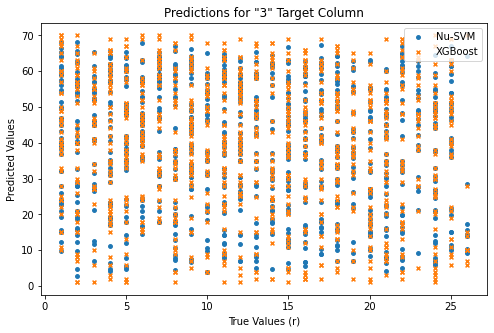 Predictions for "3" Target Column
Nu-SVM
XGBoost
Predicted Values
70
60
50
40
30
20
10
0
0
5
10
15
20
25
True Values (r)